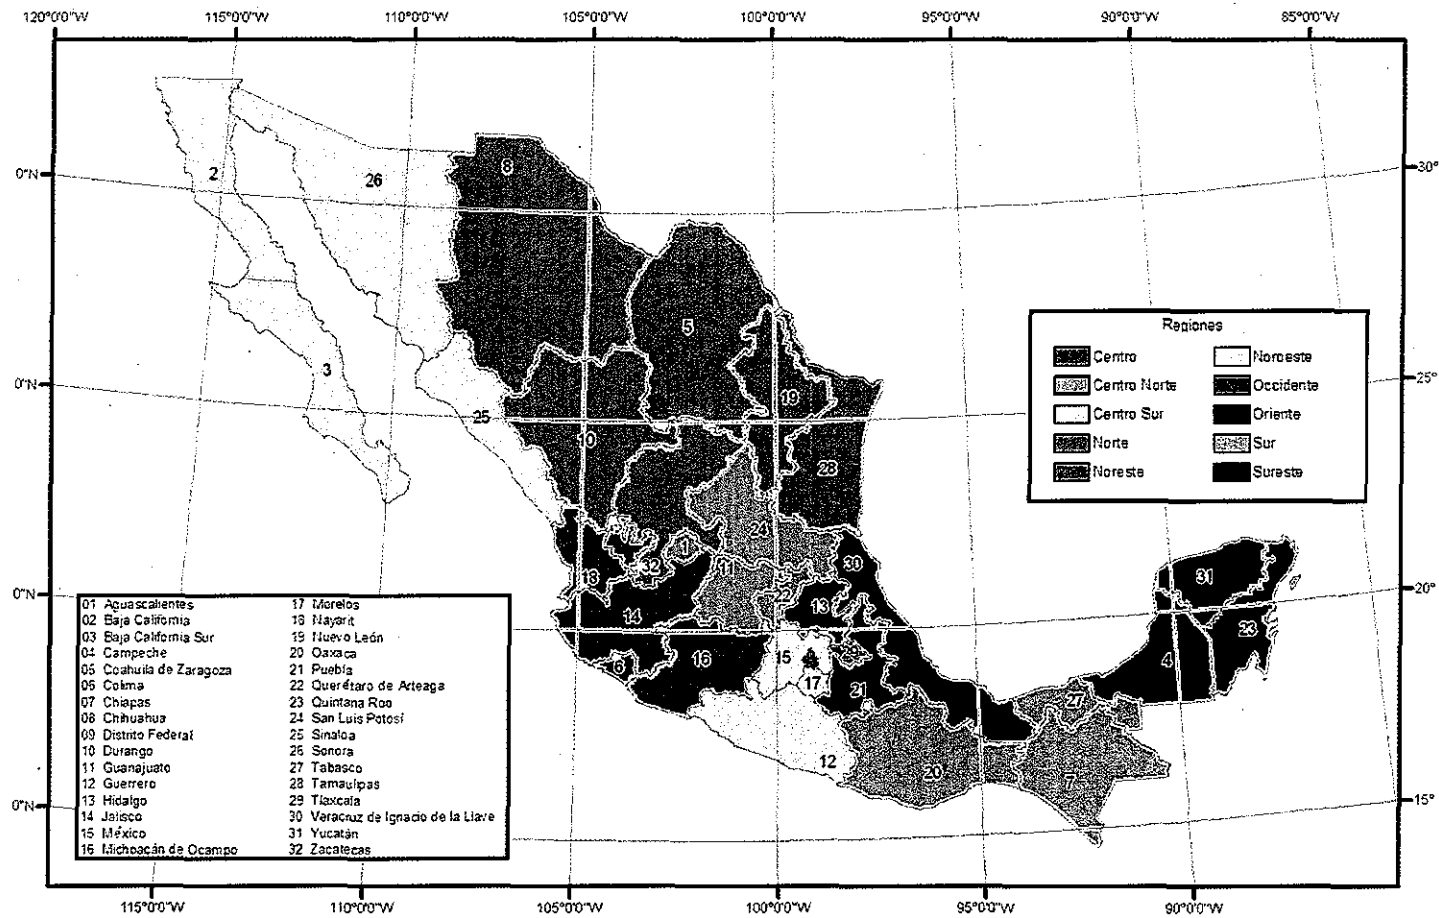 120°0'0"W 115°0'0"W 110°0'0"W 105°0'0"W 100°0'0"W 95°0'0"W 90°0'0"W 85°0'0"W
8
2
26
0°N
30°
5
3
19
0°N
25°
25
10
28
Regiones
Centro Noroeste
Centro Norte Occidente
Centro Sur Oriente
Norte Sur
Noreste Sureste
24
1
32
11
30
31
18
22
0°N
20°
14
13
23
16
15
29
4
6
17
21
27
12
20
7
0°N
15°
01 Aguascalientes 17 Morelos
02 Baja California 18 Nayarit
03 Baja California Sur 19 Nuevo León
04 Campeche 20 Oaxaca
05 Coahuila de Zaragoza 21 Puebla
06 Colima 22 Querétaro de Arteaga
07 Chiapas 23 Quintana Roo
08 Chihuahua 24 San Luis Potosí
09 Distrito Federal 25 Sinaloa
10 Durango 26 Sonora
11 Guanajuato 27 Tabasco
12 Guerrero 28 Tamaulipas
13 Hidalgo 29 Tlaxcala
14 Jalisco 30 Veracruz de Ignacio de la Llave
15 México 31 Yucatán
16 Michoacán de Ocampo 32 Zacatecas
115°0'0"W 110°0'0"W 105°0'0"W 100°0'0"W 95°0'0"W 90°0'0"W